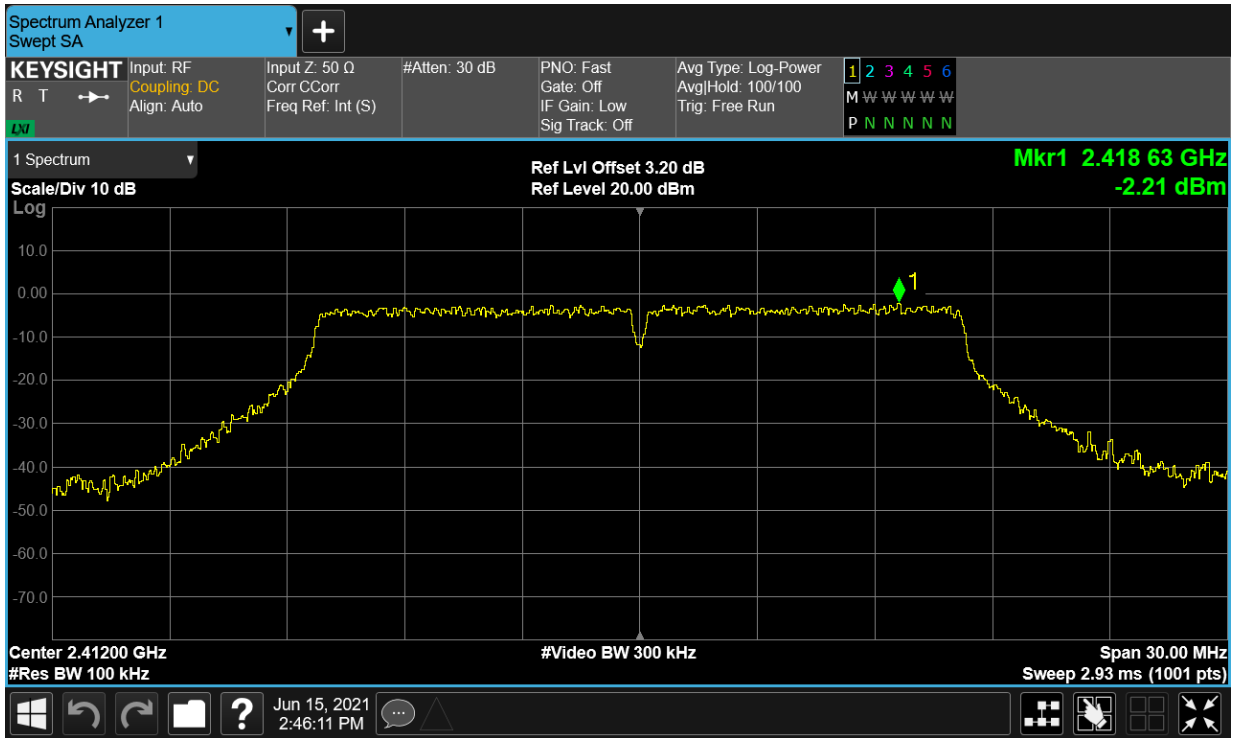 Spectrum Analyzer 1
Swept SA
+
KEYSIGHT
R T
LXI
Input: RF
Coupling: DC
Align: Auto
Input Z: 50 Ω
Corr CCorr
Freq Ref: Int (S)
#Atten: 30 dB
PNO: Fast
Gate: Off
IF Gain: Low
Sig Track: Off
Avg Type: Log-Power
Avg|Hold: 100/100
Trig: Free Run
1 2 3 4 5 6
M W W W W W
P N N N N N
1 Spectrum
Scale/Div 10 dB
Log
Ref Lvl Offset 3.20 dB
Ref Level 20.00 dBm
Mkr1 2.418 63 GHz
-2.21 dBm
10.0
0.00
-10.0
-20.0
-30.0
-40.0
-50.0
-60.0
-70.0
1
Center 2.41200 GHz
#Res BW 100 kHz
#Video BW 300 kHz
Span 30.00 MHz
Sweep 2.93 ms (1001 pts)
?
Jun 15, 2021
2:46:11 PM